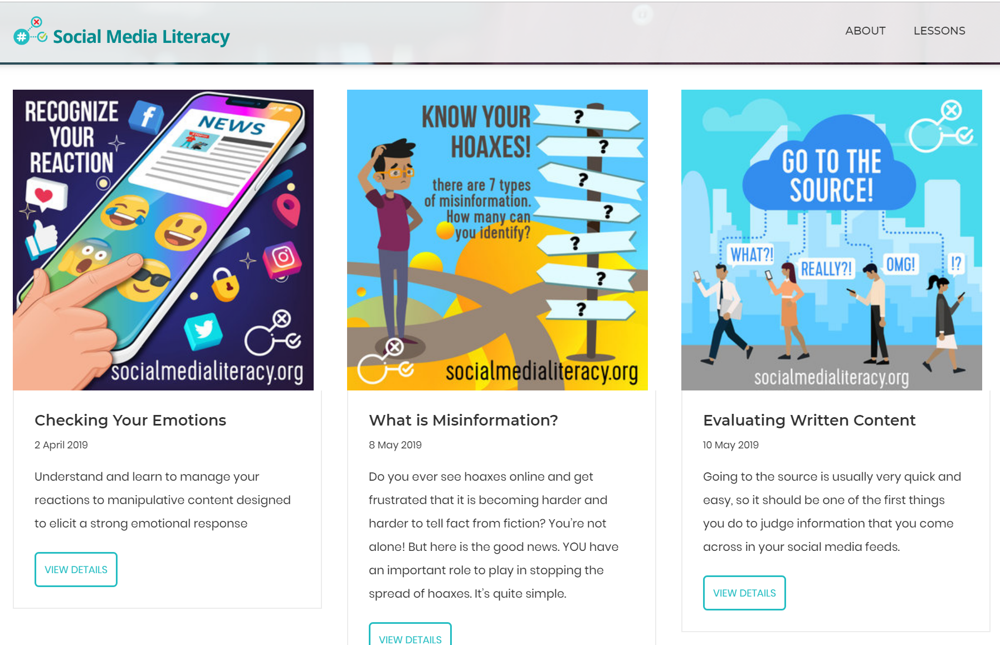 Social Media Literacy
ABOUT
LESSONS
RECOGNIZE
YOUR
REACTION
NEWS
socialmedialiteracy.org
KNOW YOUR
HOAXES!
there are 7 types
of misinformation.
How many can
you identify?
?
?
?
?
?
?
?
socialmedialiteracy.org
GO TO THE
SOURCE!
WHAT?!
REALLY?!
OMG!
!?
socialmedialiteracy.org
Checking Your Emotions
2 April 2019
Understand and learn to manage your
reactions to manipulative content designed
to elicit a strong emotional response
VIEW DETAILS
What is Misinformation?
8 May 2019
Do you ever see hoaxes online and get
frustrated that it is becoming harder and
harder to tell fact from fiction? You’re not
alone! But here is the good news. YOU have
an important role to play in stopping the
spread of hoaxes. It’s quite simple.
VIEW DETAILS
Evaluating Written Content
10 May 2019
Going to the source is usually very quick and
easy, so it should be one of the first things
you do to judge information that you come
across in your social media feeds.
VIEW DETAILS